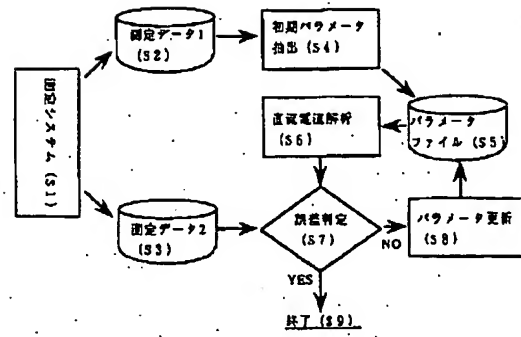 測定データ1
(S2)
初期パラメータ
抽出 (S4)
測定システム (S1)
直流電流解析
(S6)
パラメータ
ファイル (S5)
測定データ2
(S3)
誤差判定
(S7)
NO
パラメータ更新
(S8)
YES
終了 (S9)